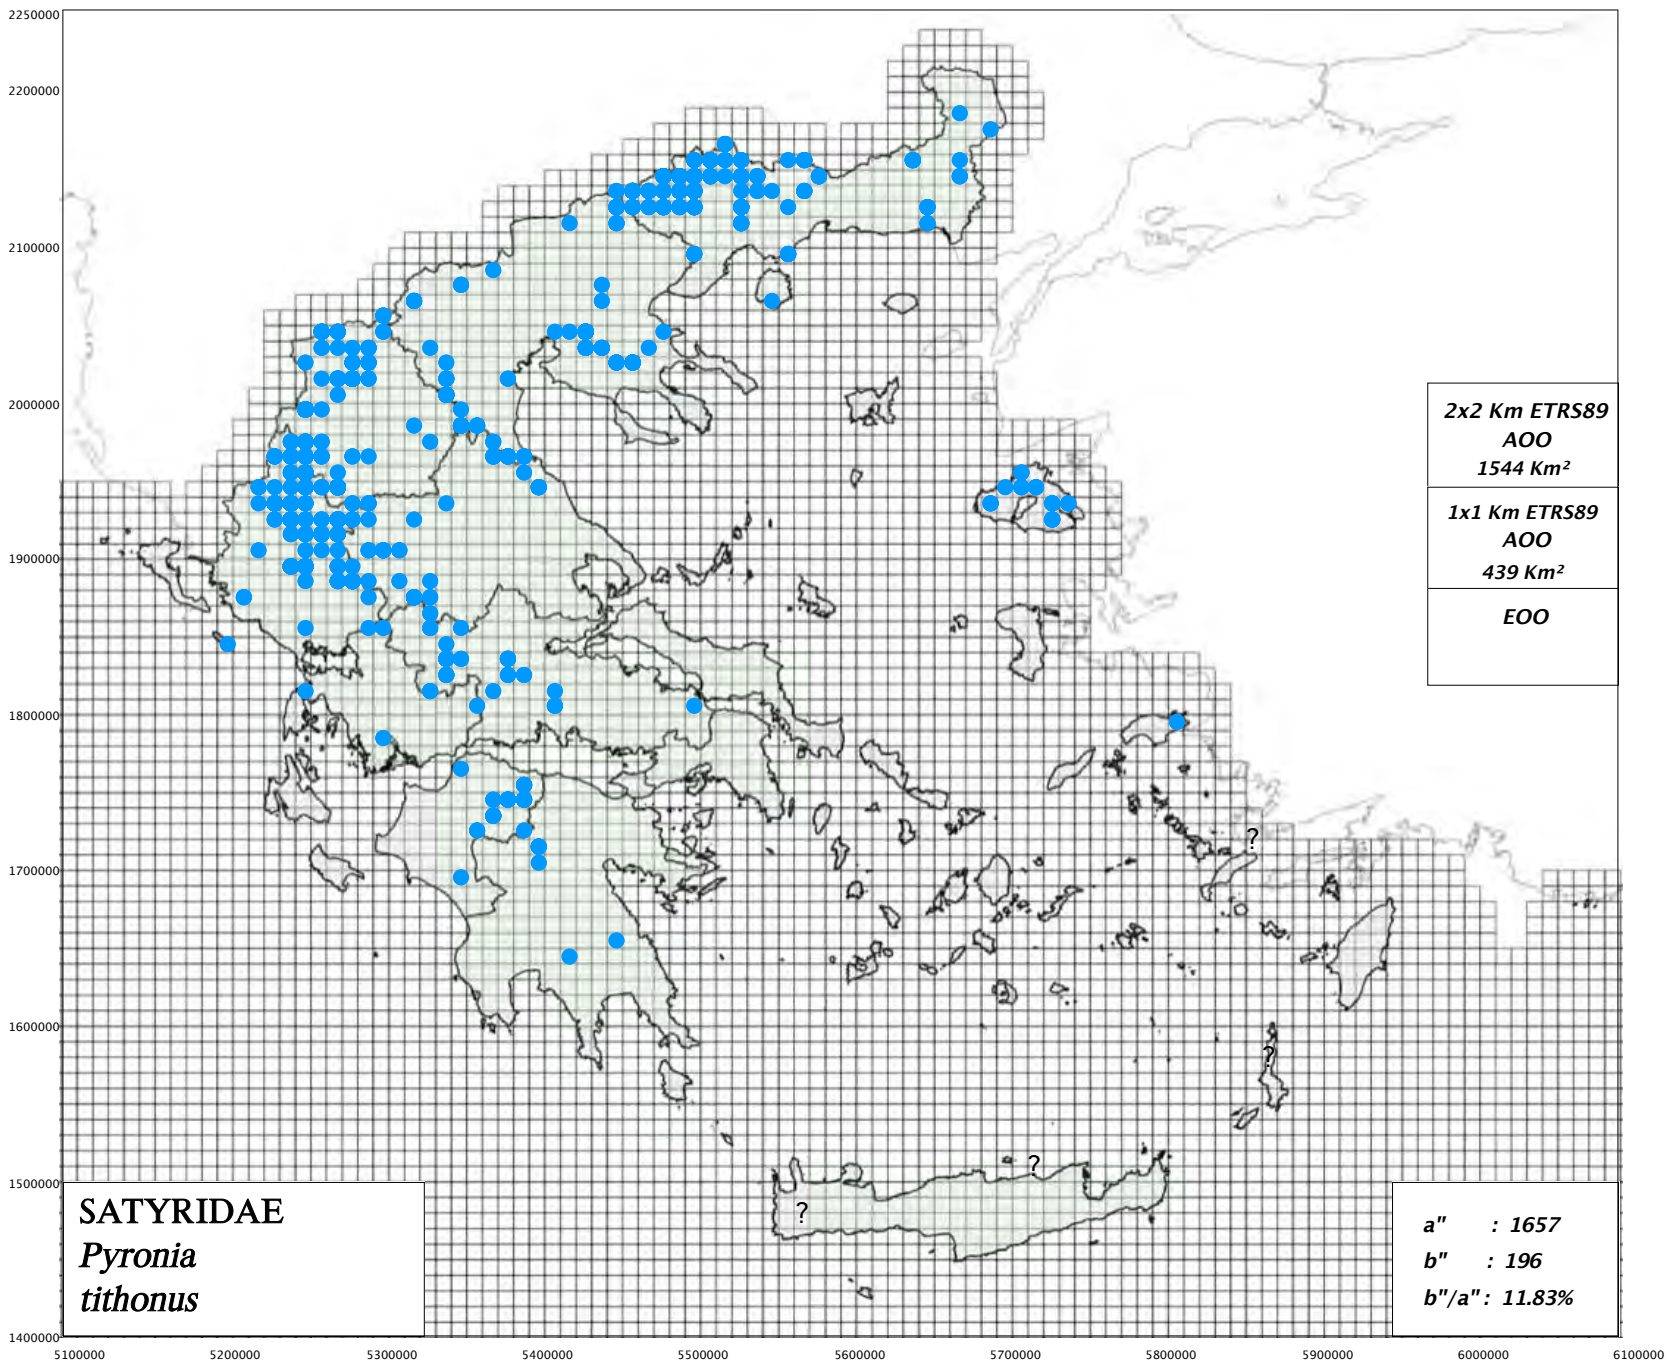 2250000
2200000
2100000
2000000
1900000
1800000
1700000
1600000
1500000
1400000
2x2 Km ETRS89
AOO
1544 Km²
1x1 Km ETRS89
AOO
439 Km²
EOO
?
?
?
?
SATYRIDAE
Pyronia
tithonus
a" : 1657
b" : 196
b"/a" : 11.83%
5100000 5200000 5300000 5400000 5500000 5600000 5700000 5800000 5900000 6000000 6100000